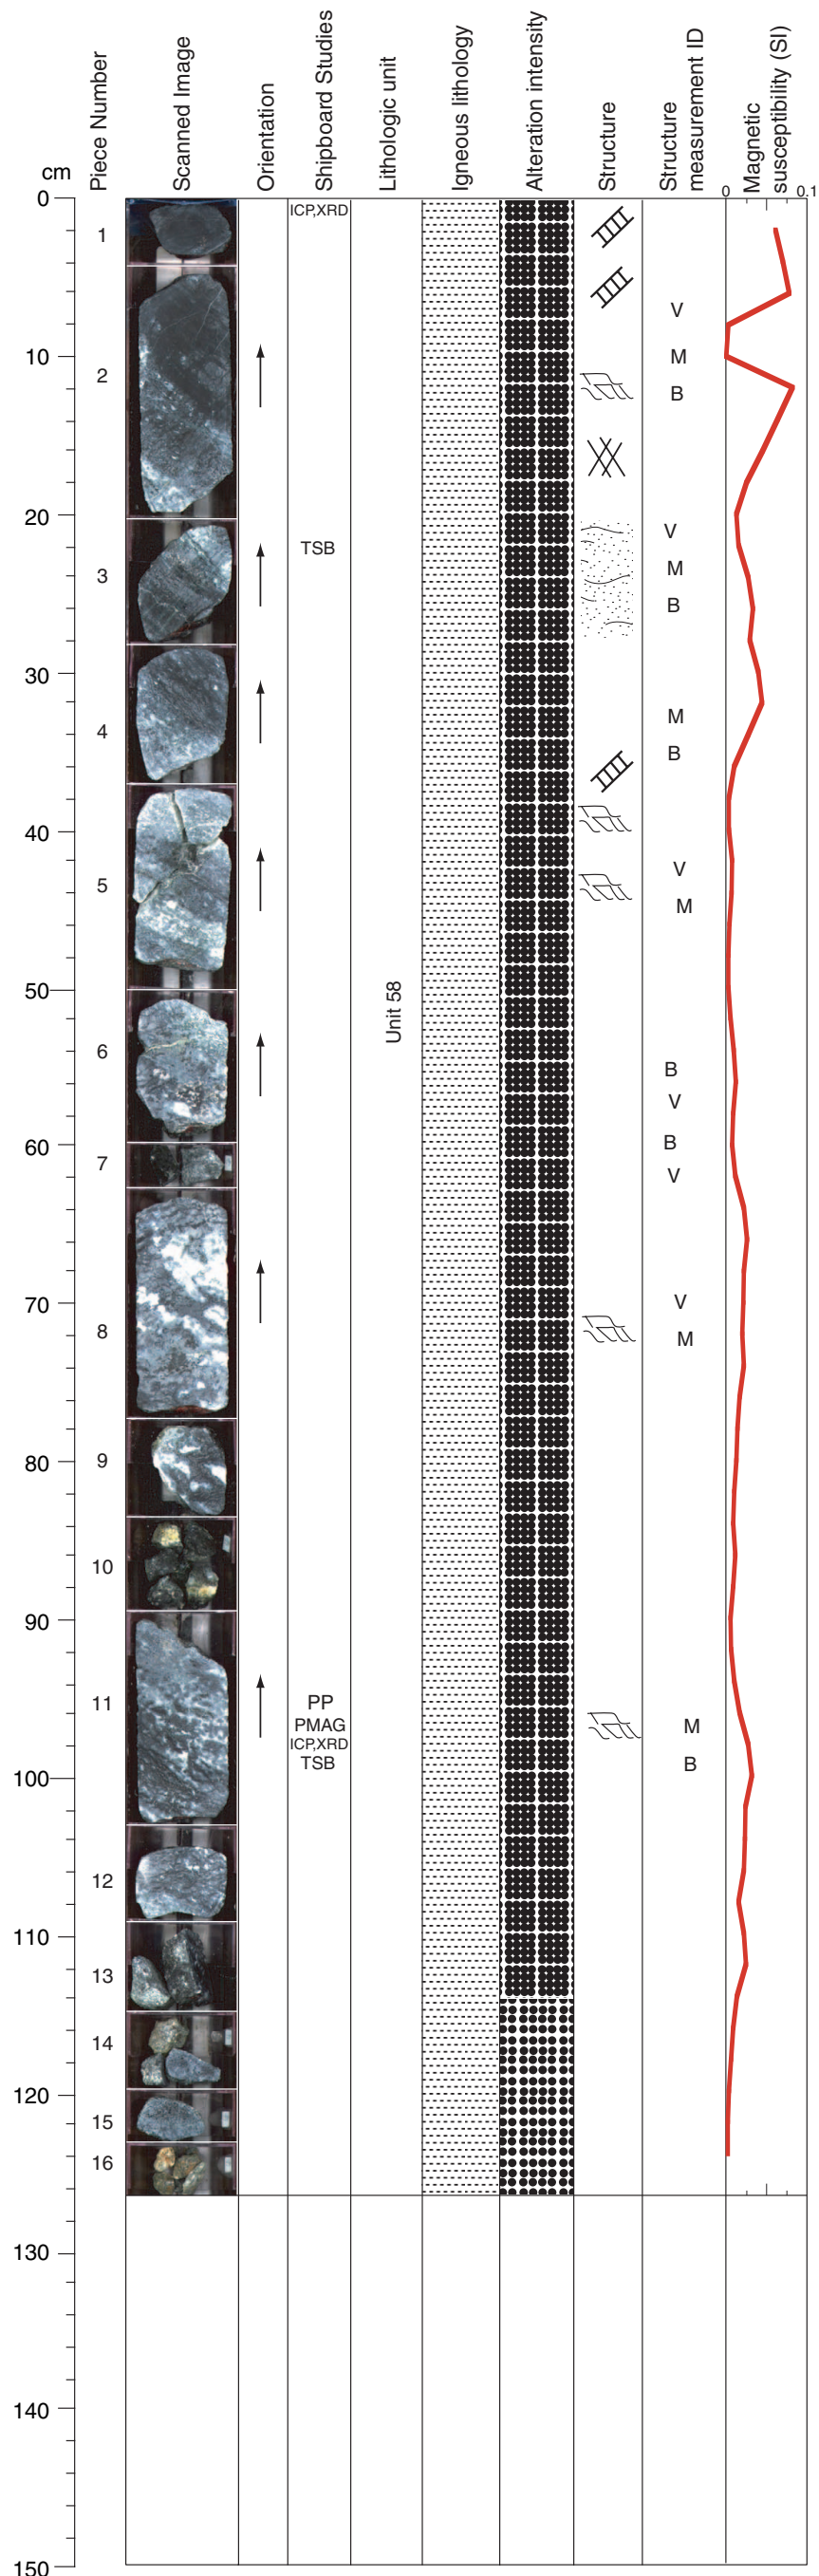 cm
Piece Number
Scanned Image
Orientation
Shipboard Studies
Lithologic unit
Igneous lithology
Alteration intensity
Structure
Structure
measurement ID
Magnetic
susceptibility (SI)
0 0.1
0
ICP,XRD
1
V
10
M
2
B
20
V
TSB
3
M
B
30
M
4
B
40
V
5
M
50
Unit 58
6
B
V
60
B
7
V
70
V
8
M
80
9
10
90
11
PP
PMAG
M
ICP,XRD
TSB
B
100
12
110
13
14
120
15
16
130
140
150